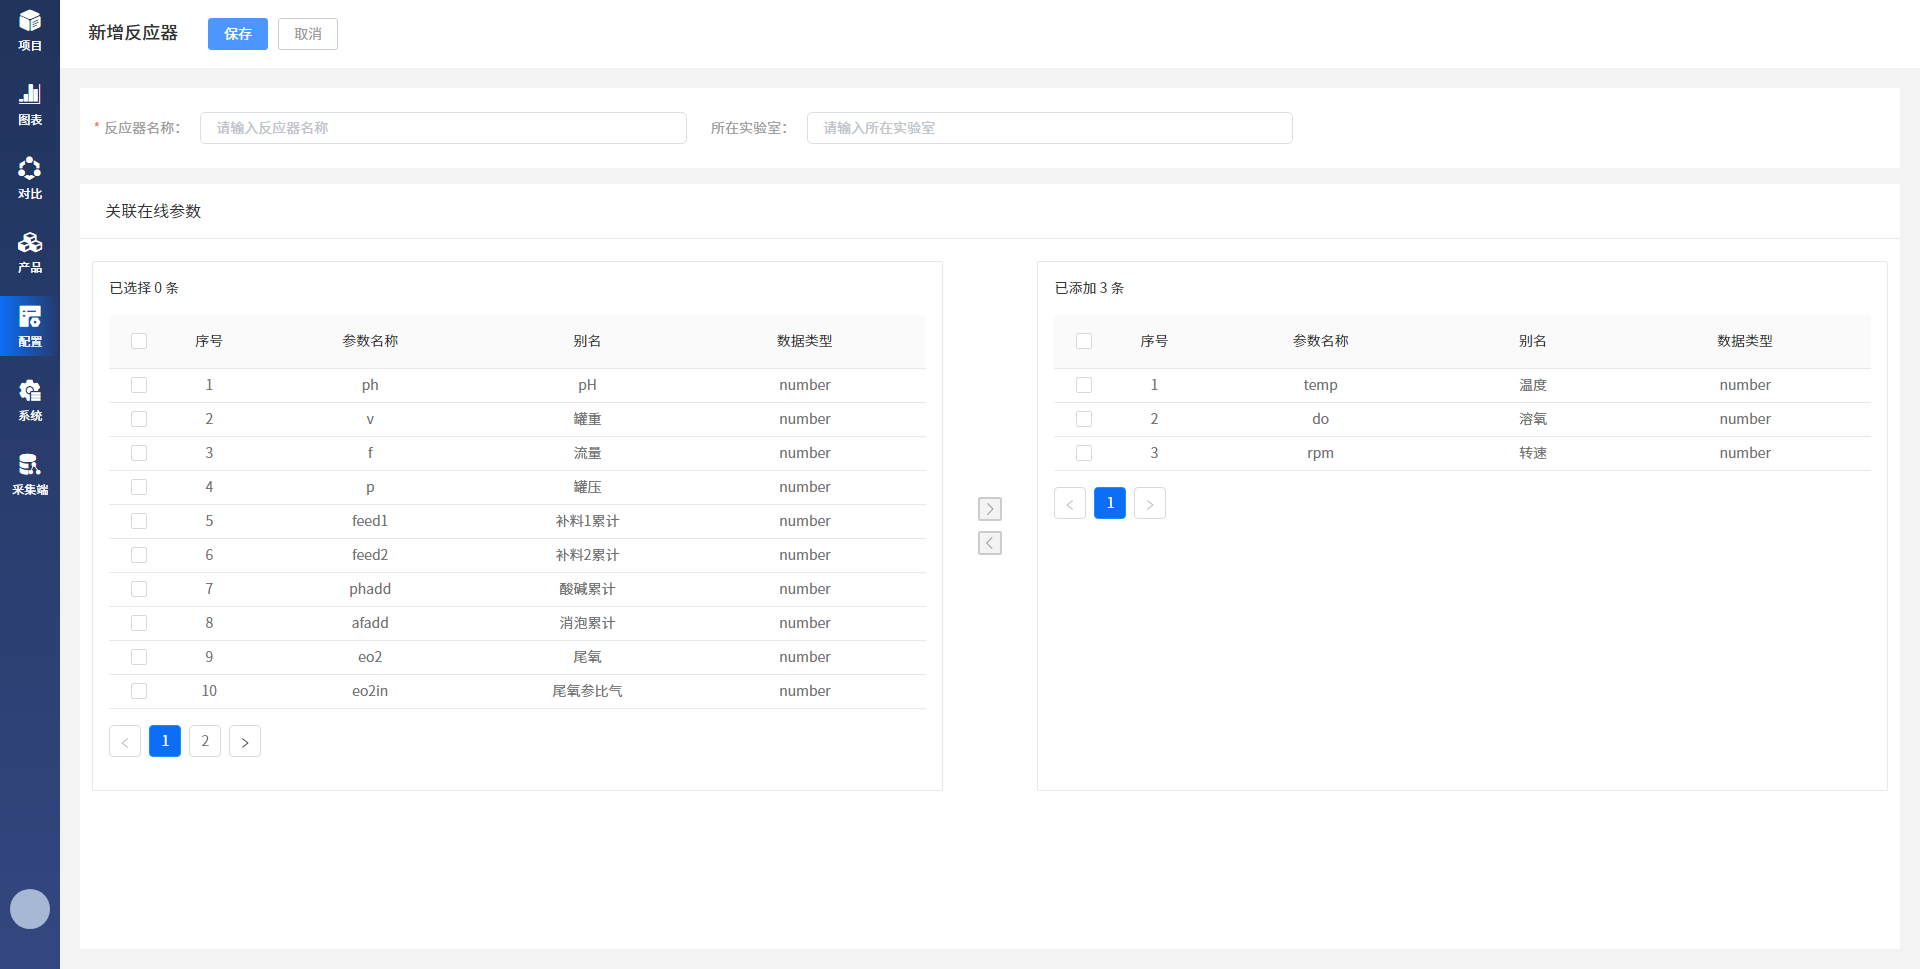 项目
图表
对比
产品
配置
系统
采集端
新增反应器 保存 取消
* 反应器名称： 请输入反应器名称 所在实验室： 请输入所在实验室
关联在线参数
已选择 0 条
序号 参数名称 别名 数据类型
1 ph pH number
2 v 罐重 number
3 f 流量 number
4 p 罐压 number
5 feed1 补料1累计 number
6 feed2 补料2累计 number
7 phadd 酸碱累计 number
8 afadd 消泡累计 number
9 eo2 尾氧 number
10 eo2in 尾氧参比气 number
< 1 2 >
> 
<
已添加 3 条
序号 参数名称 别名 数据类型
1 temp 温度 number
2 do 溶氧 number
3 rpm 转速 number
< 1 >